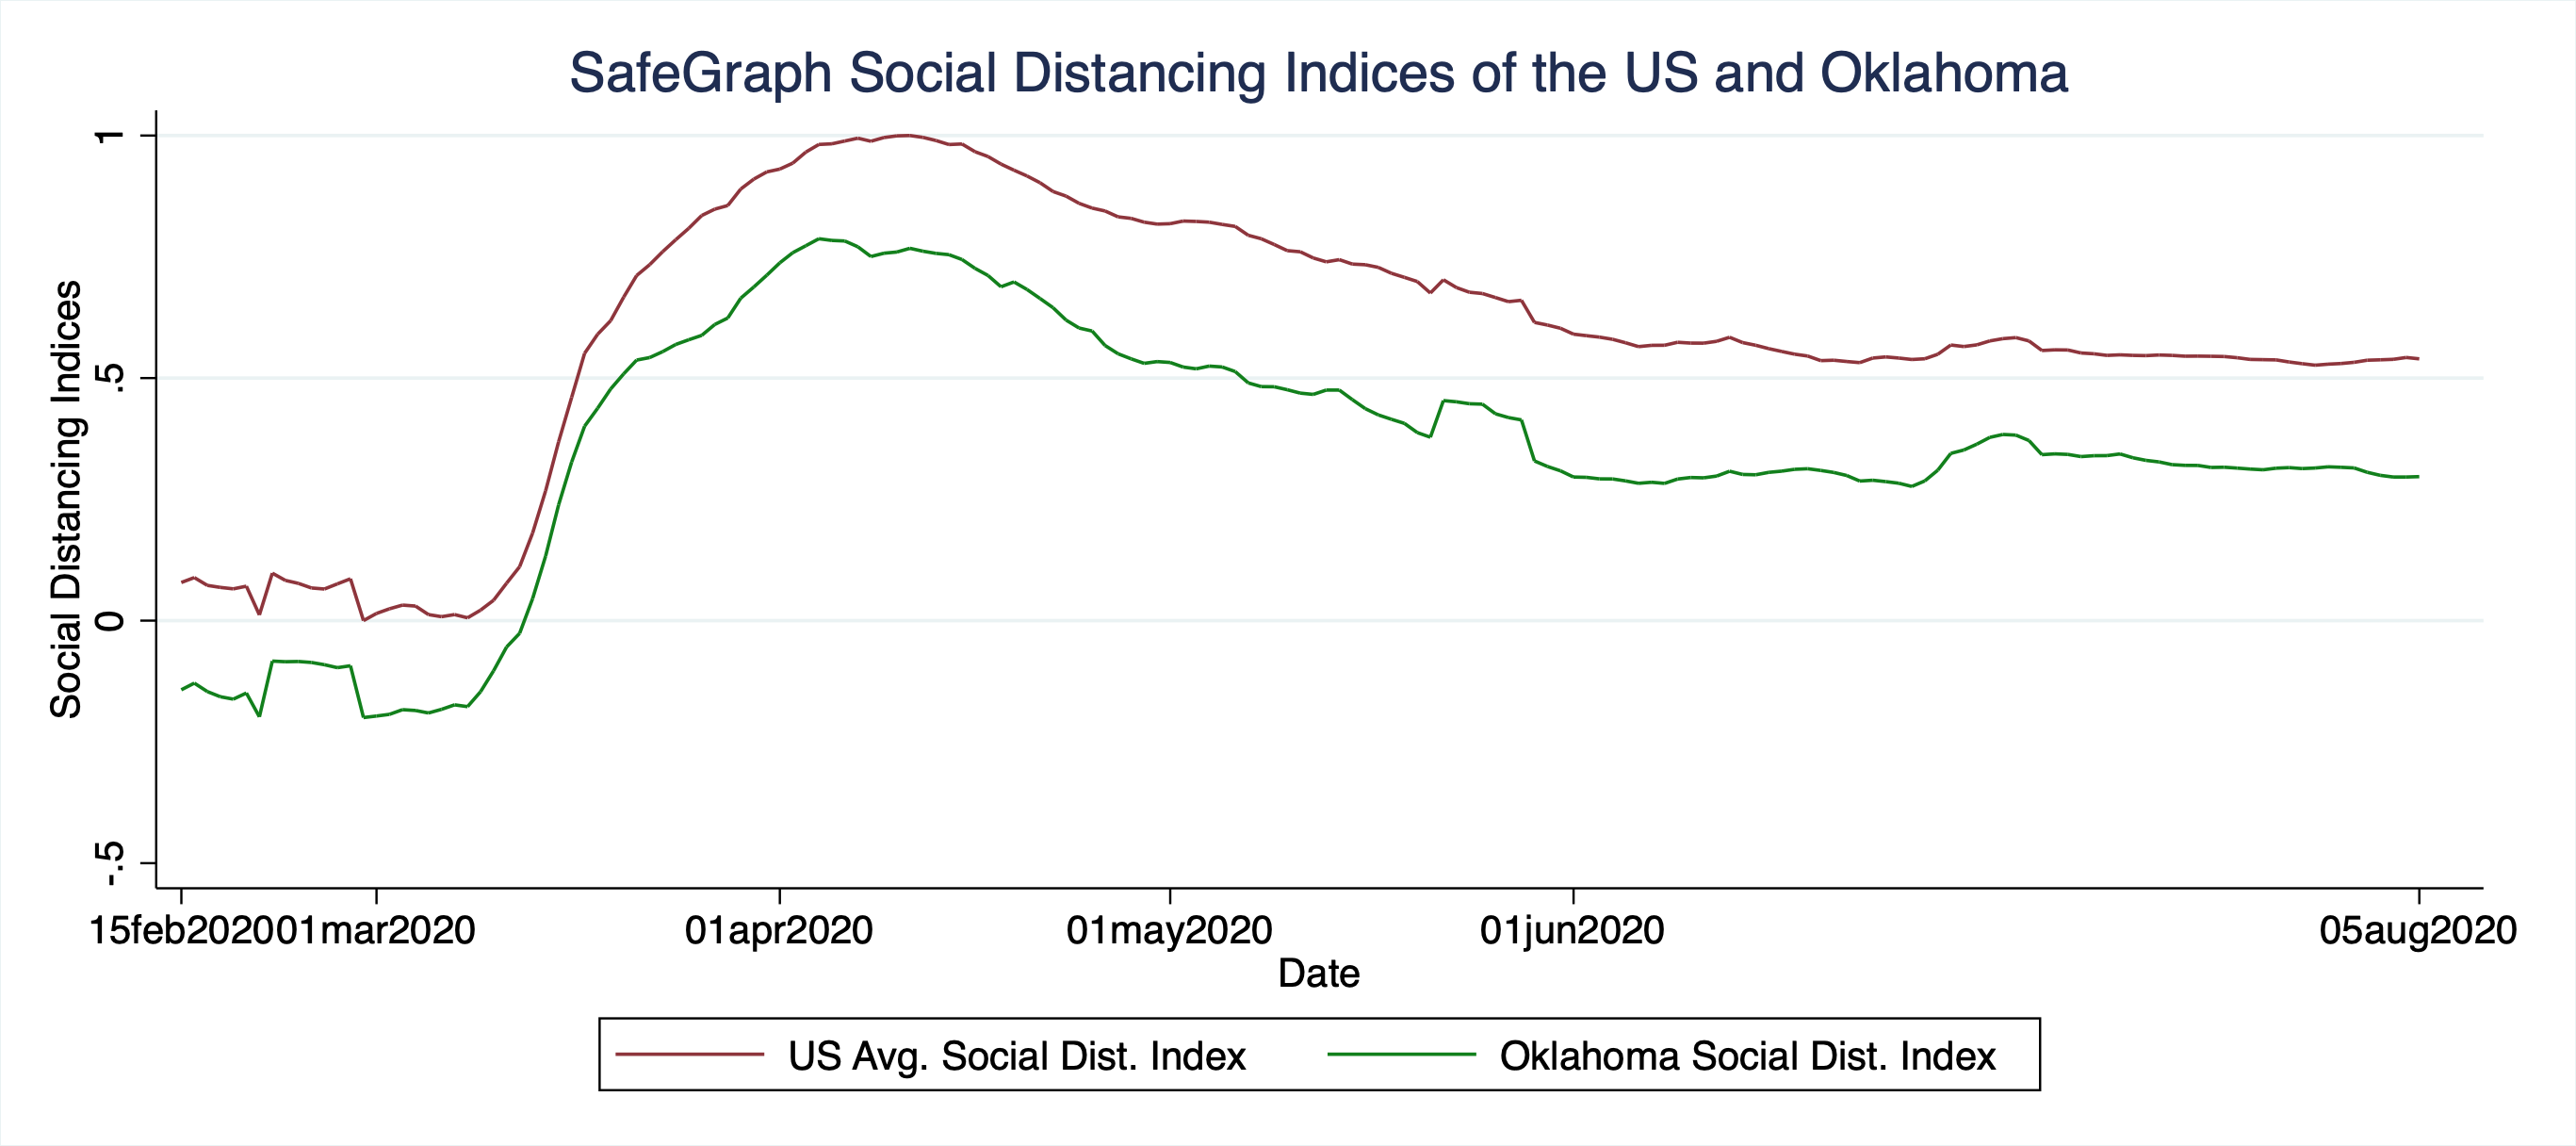 SafeGraph Social Distancing Indices of the US and Oklahoma
Social Distancing Indices
1
.5
0
-.5
15feb2020 01mar2020 01apr2020 01may2020 01jun2020 05aug2020
Date
US Avg. Social Dist. Index Oklahoma Social Dist. Index